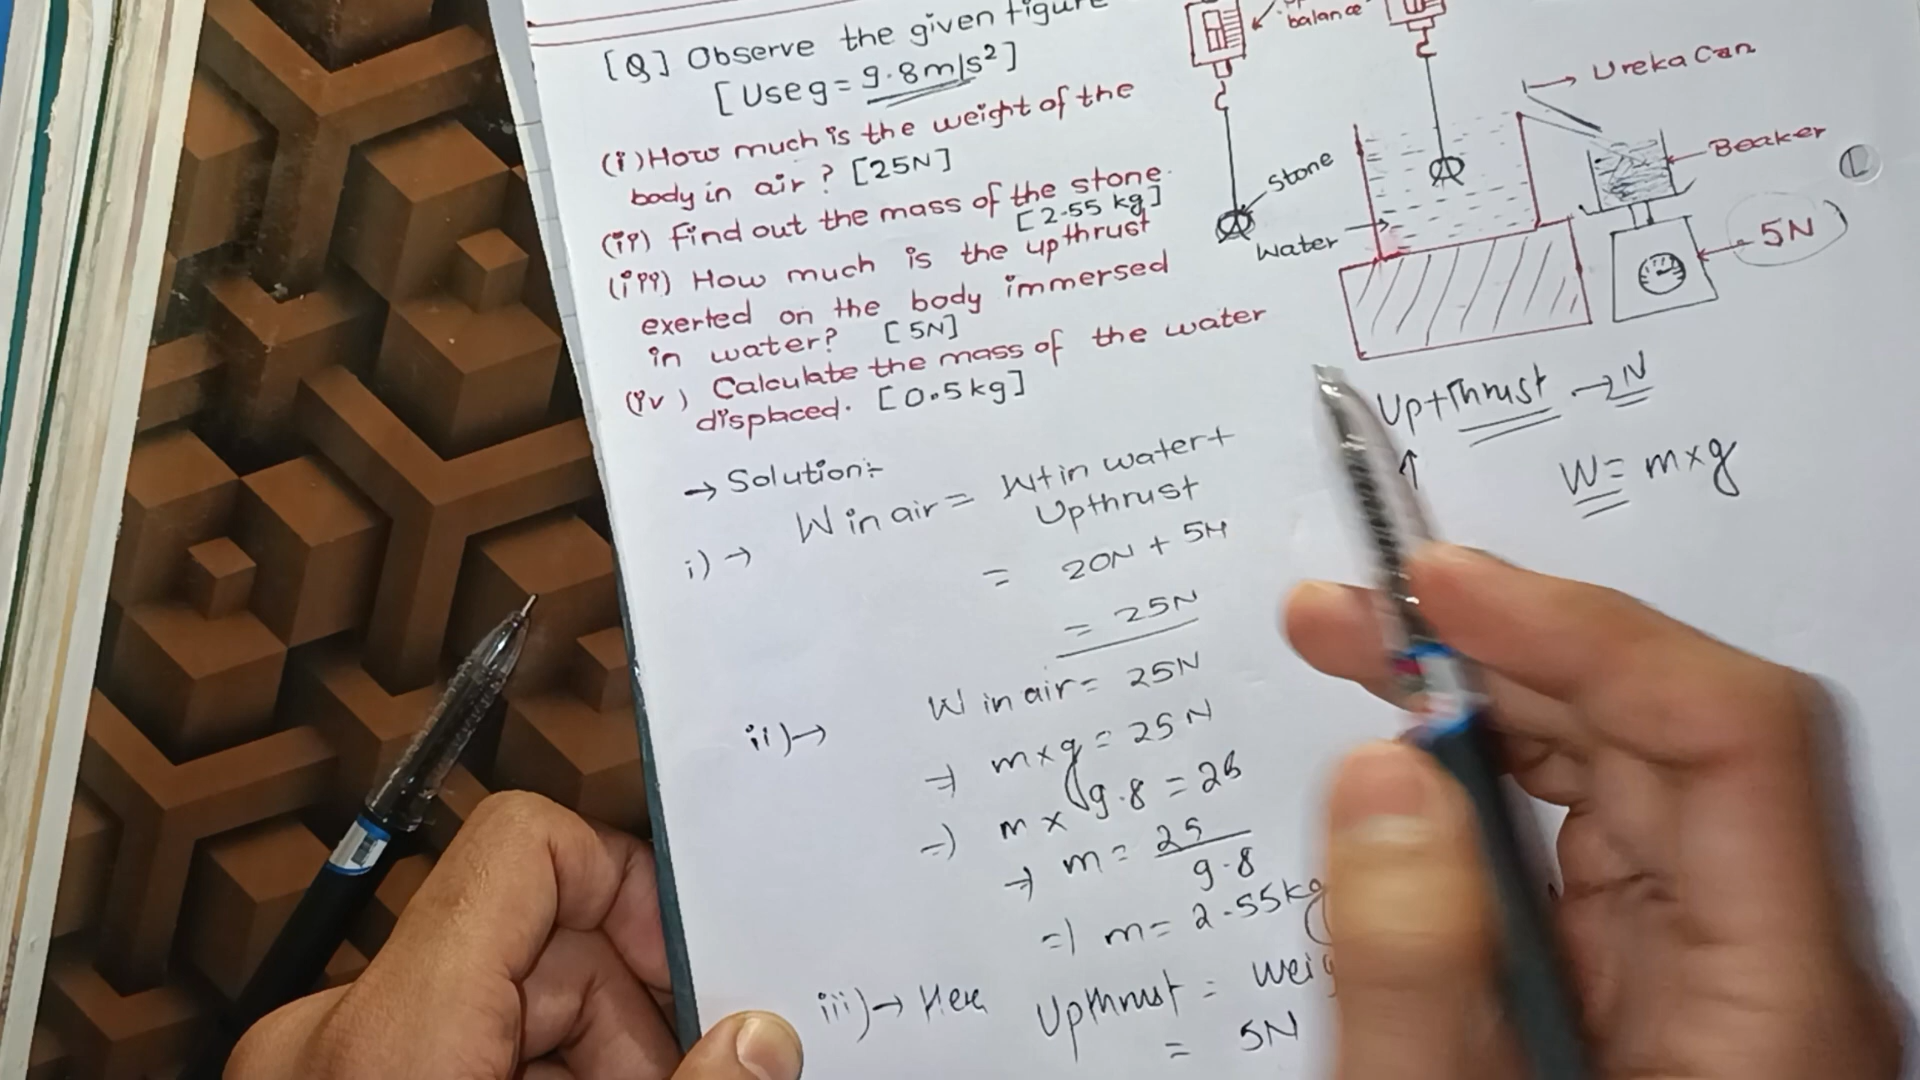 [Q] Observe the given figure
[Use g = 9.8 m/s²]
(i) How much is the weight of the
body in air? [25N]
(ii) Find out the mass of the stone.
[2.55 kg]
(iii) How much is the upthrust
exerted on the body immersed
in water? [5N]
(iv) Calculate the mass of the water
displaced. [0.5kg]
balance
Ureka Can
Beaker
Stone
Water
5N
Upthrust → N
↑
W = m×g
→ Solution:-
i) → W in air = Wt in water +
Upthrust
= 20N + 5N
= 25N
ii) → W in air = 25N
⇒ m×g = 25N
⇒ m × 9.8 = 25
⇒ m = 25/9.8
⇒ m = 2.55kg
iii) → Here Upthrust =
= 5N